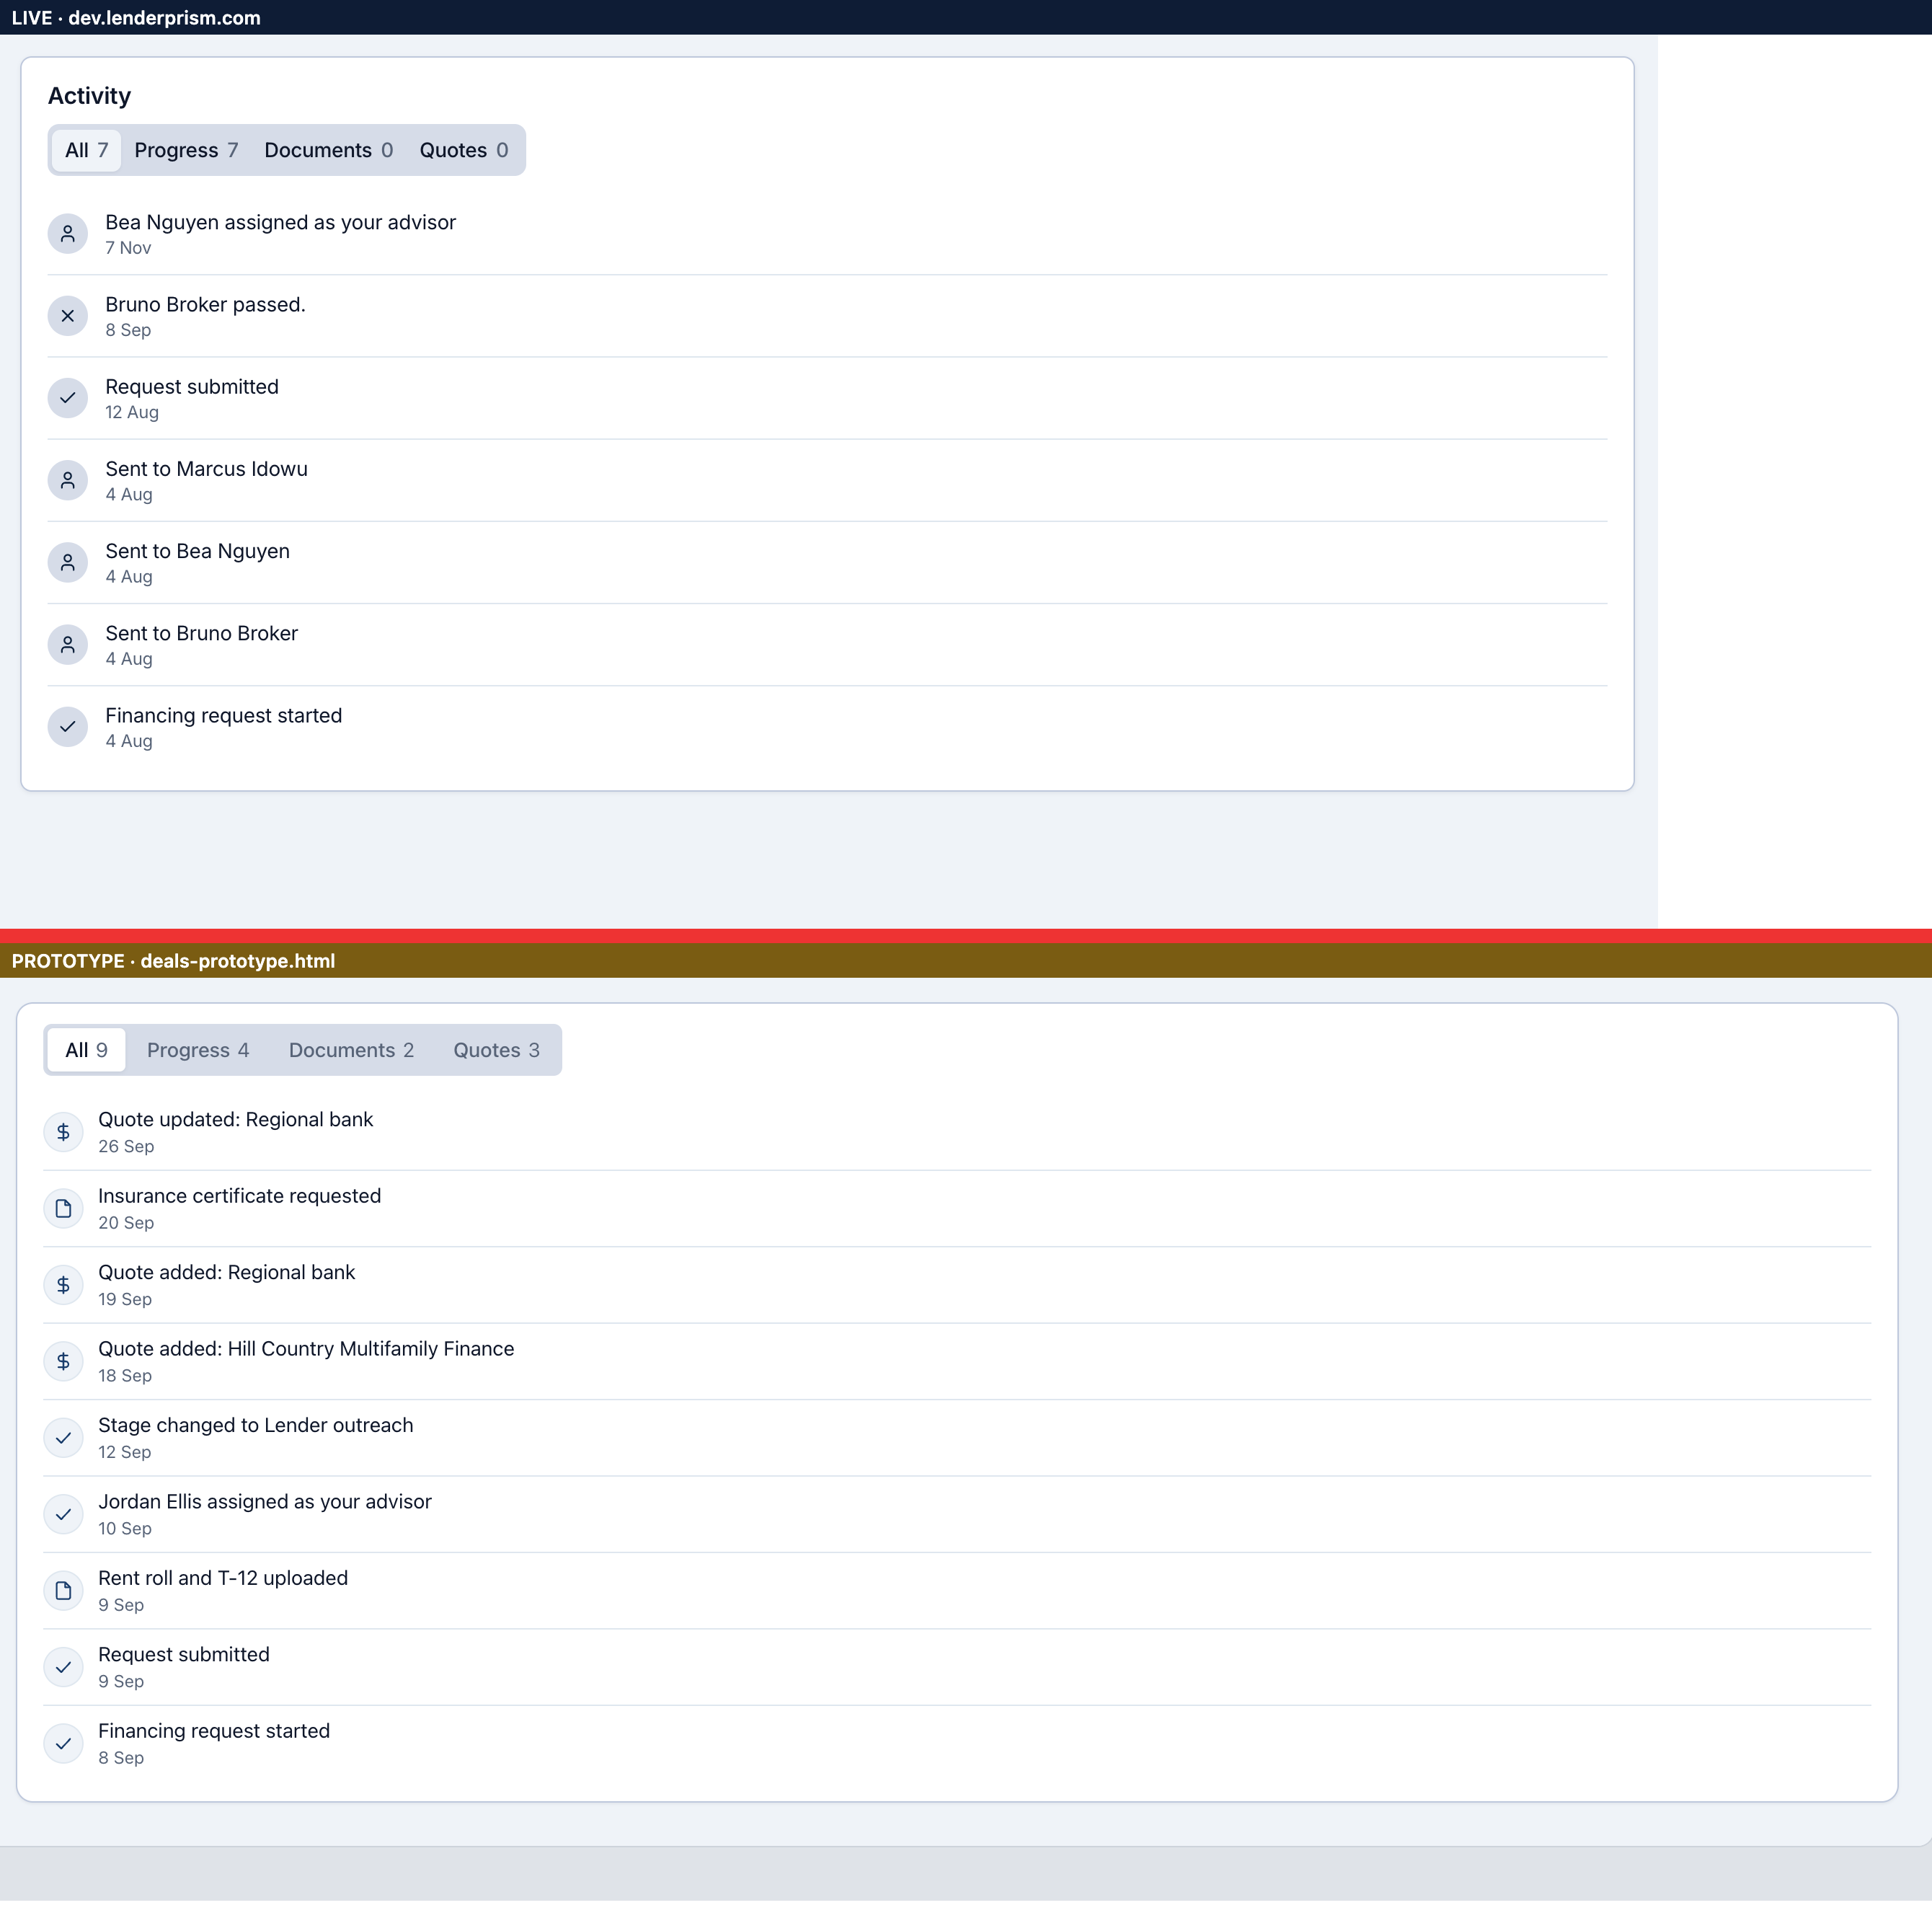 LIVE · dev.lenderprism.com
Activity
All 7 Progress 7 Documents 0 Quotes 0
Bea Nguyen assigned as your advisor
7 Nov
Bruno Broker passed.
8 Sep
Request submitted
12 Aug
Sent to Marcus Idowu
4 Aug
Sent to Bea Nguyen
4 Aug
Sent to Bruno Broker
4 Aug
Financing request started
4 Aug
PROTOTYPE · deals-prototype.html
All 9 Progress 4 Documents 2 Quotes 3
Quote updated: Regional bank
26 Sep
Insurance certificate requested
20 Sep
Quote added: Regional bank
19 Sep
Quote added: Hill Country Multifamily Finance
18 Sep
Stage changed to Lender outreach
12 Sep
Jordan Ellis assigned as your advisor
10 Sep
Rent roll and T-12 uploaded
9 Sep
Request submitted
9 Sep
Financing request started
8 Sep